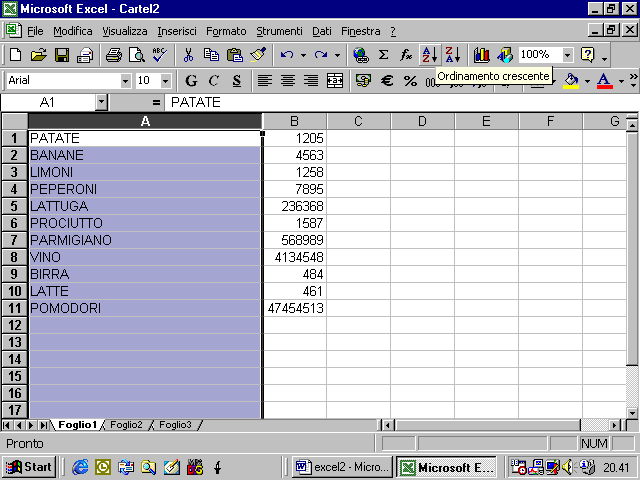 Microsoft Excel - Cartel2
File Modifica Visualizza Inserisci Formato Strumenti Dati Finestra ?
100%
Arial 10 G C S € % 000
Ordinamento crescente
A1 = PATATE
A B C D E F G
1 PATATE 1205
2 BANANE 4563
3 LIMONI 1258
4 PEPERONI 7895
5 LATTUGA 236368
6 PROCIUTTO 1587
7 PARMIGIANO 568989
8 VINO 4134548
9 BIRRA 484
10 LATTE 461
11 POMODORI 47454513
12
13
14
15
16
17
Foglio1 Foglio2 Foglio3
Pronto NUM
Start excel2 - Micro... Microsoft E... 20.41